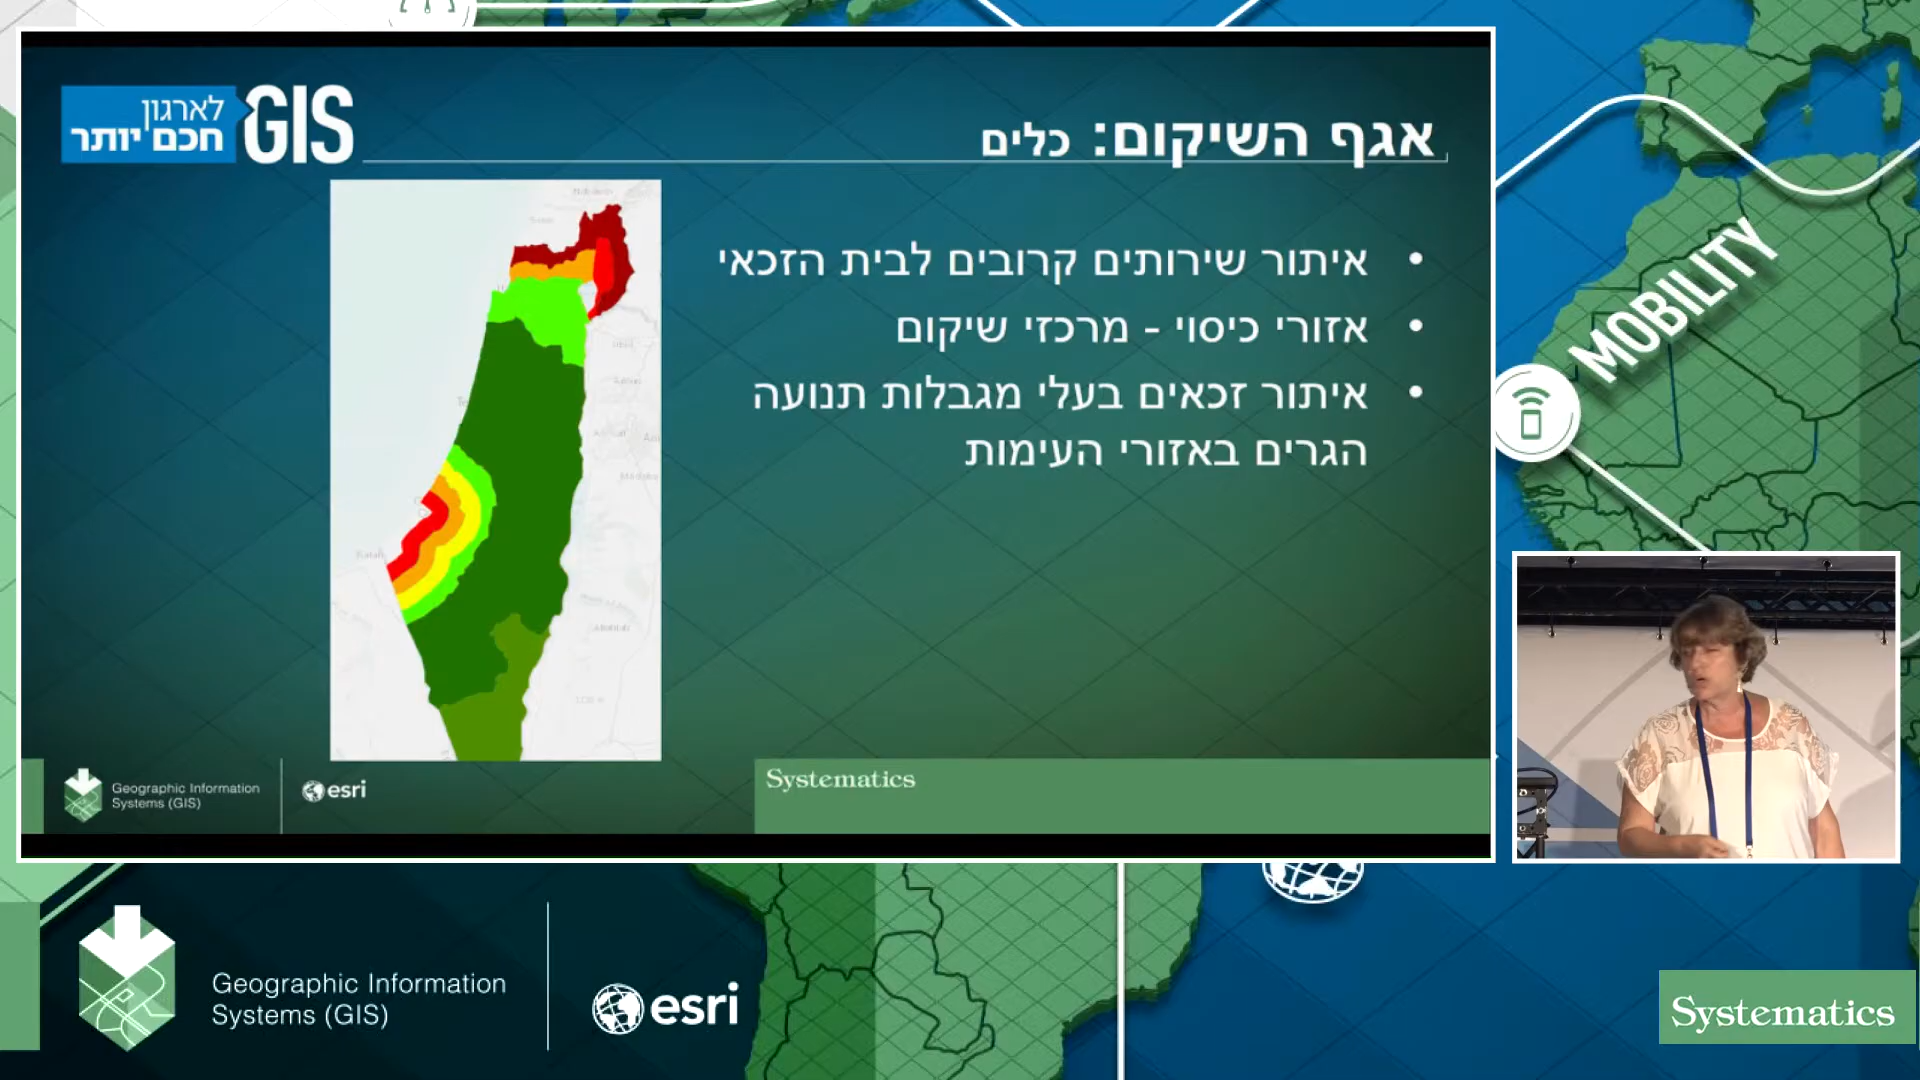 לארגון
חכם יותר
GIS
אגף השיקום: כלים
• איתור שירותים קרובים לבית הזכאי
• אזורי כיסוי - מרכזי שיקום
• איתור זכאים בעלי מגבלות תנועה
הגרים באזורי העימות
Rafah
Geographic Information
Systems (GIS)
esri
Systematics
MOBILITY
Geographic Information
Systems (GIS)
esri
Systematics